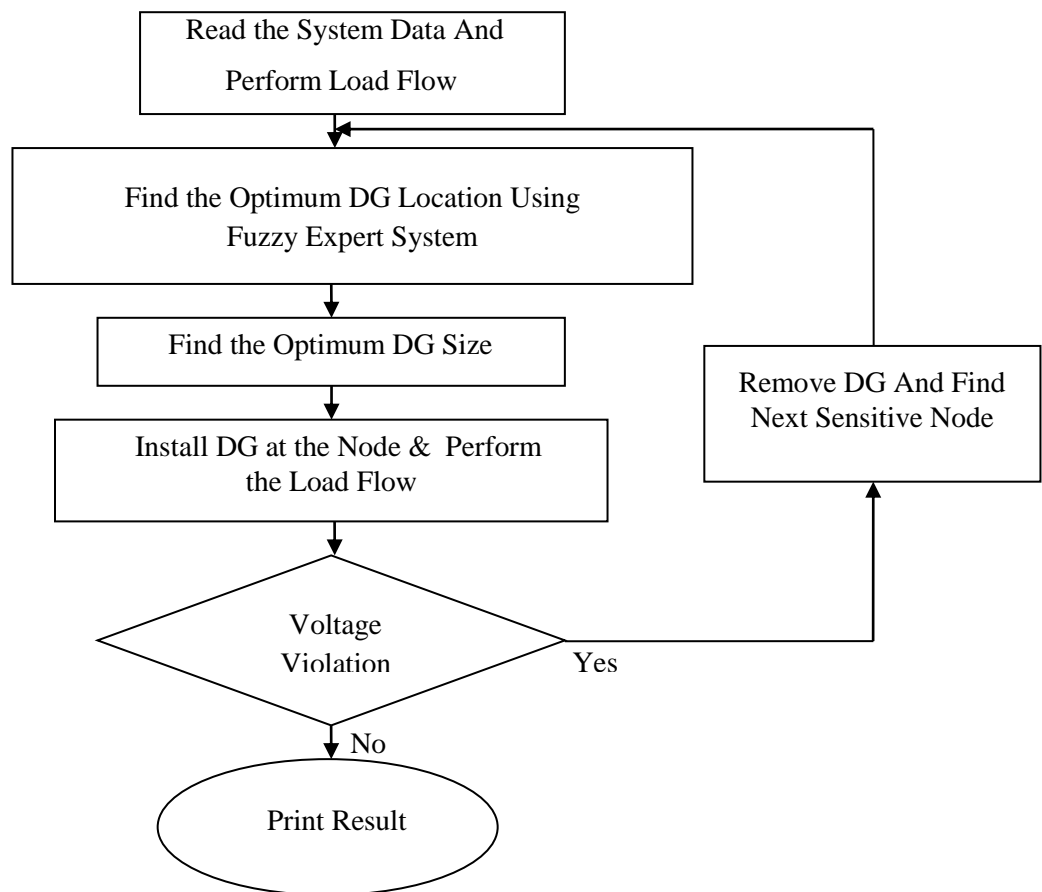 Read the System Data And
Perform Load Flow
Find the Optimum DG Location Using
Fuzzy Expert System
Find the Optimum DG Size
Install DG at the Node & Perform
the Load Flow
Remove DG And Find
Next Sensitive Node
Voltage
Violation
Yes
No
Print Result